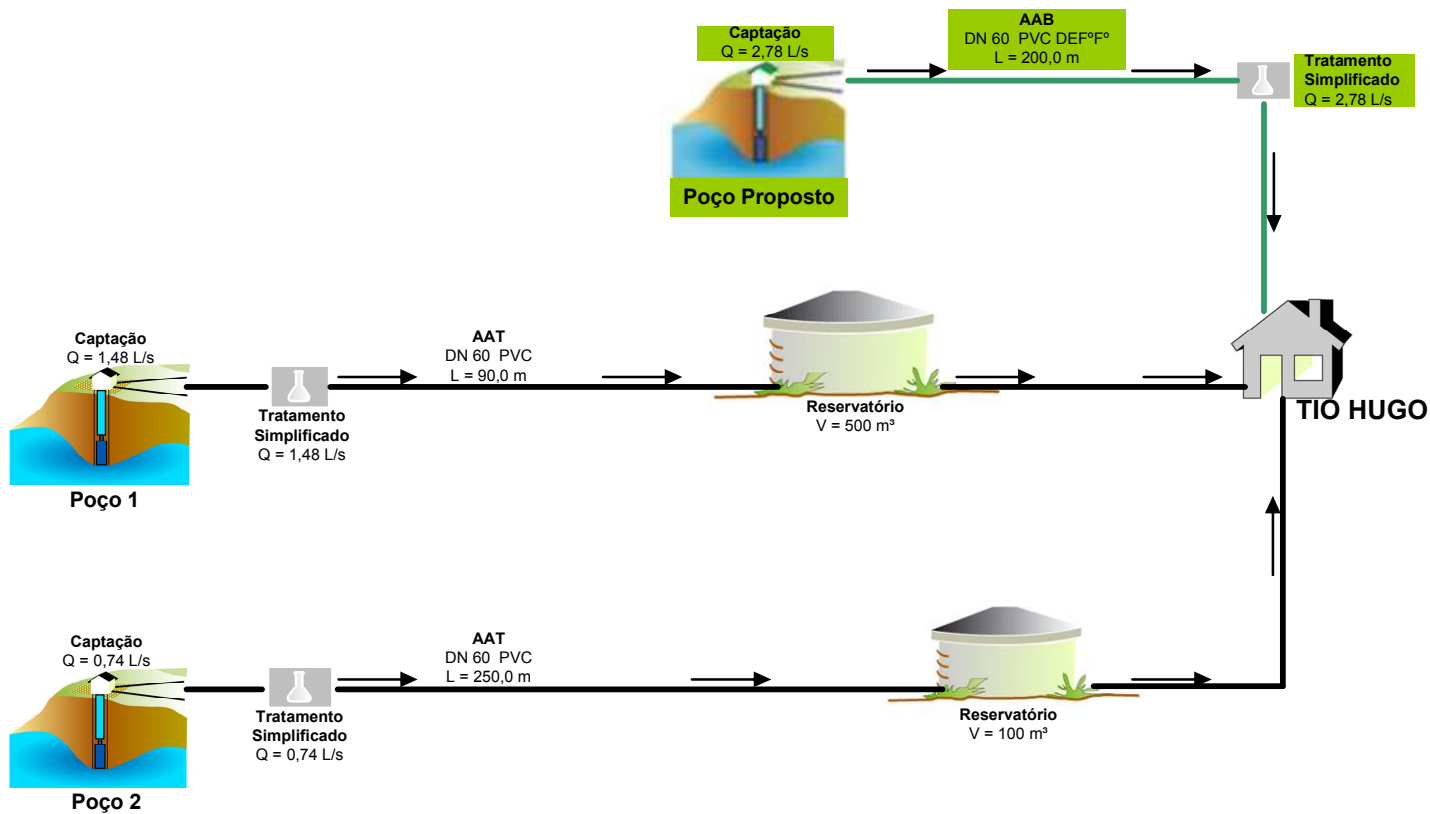 Captação
Q = 2,78 L/s
AAB
DN 60 PVC DEFºFº
L = 200,0 m
Tratamento
Simplificado
Q = 2,78 L/s
Poço Proposto
Captação
Q = 1,48 L/s
Tratamento
Simplificado
Q = 1,48 L/s
AAT
DN 60 PVC
L = 90,0 m
Reservatório
V = 500 m³
TIO HUGO
Poço 1
Captação
Q = 0,74 L/s
Tratamento
Simplificado
Q = 0,74 L/s
AAT
DN 60 PVC
L = 250,0 m
Reservatório
V = 100 m³
Poço 2